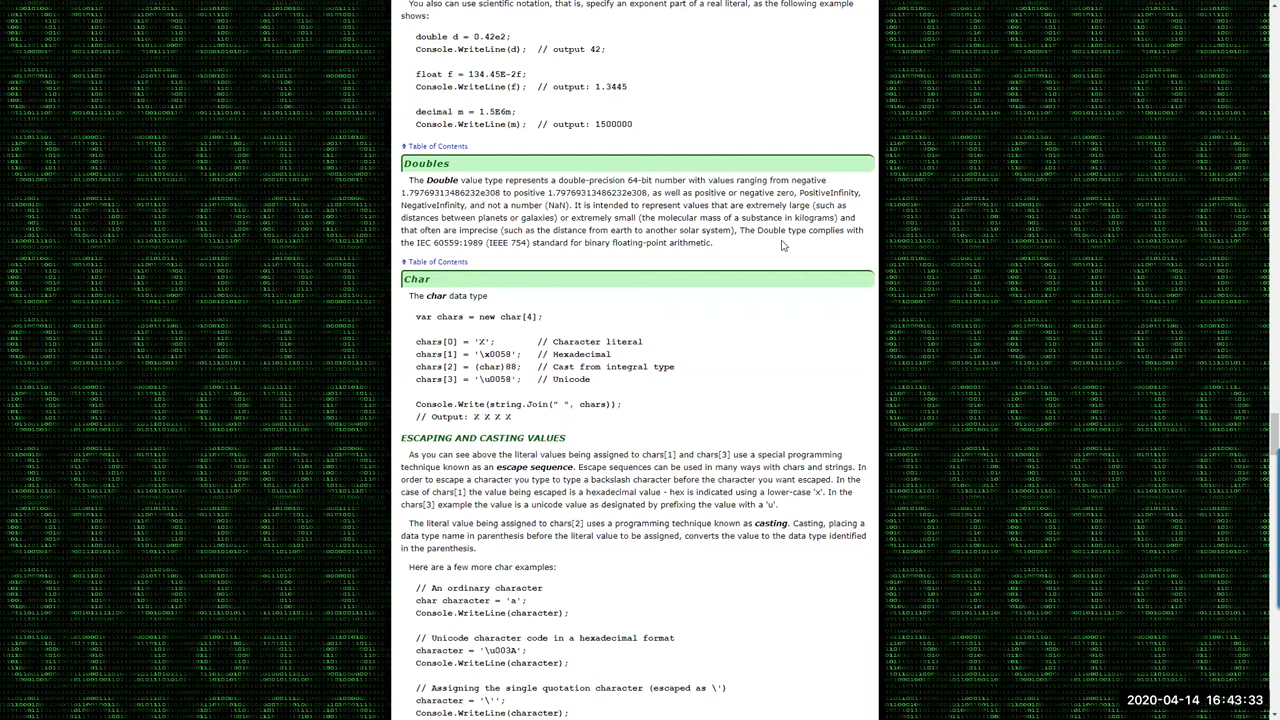 You also can use scientific notation, that is, specify an exponent part of a real literal, as the following example
shows:
double d = 0.42e2;
Console.WriteLine(d);  // output 42;
float f = 134.45E-2f;
Console.WriteLine(f);  // output: 1.3445
decimal m = 1.5E6m;
Console.WriteLine(m);  // output: 1500000
⇑ Table of Contents
Doubles
The Double value type represents a double-precision 64-bit number with values ranging from negative
1.79769313486232e308 to positive 1.79769313486232e308, as well as positive or negative zero, PositiveInfinity,
NegativeInfinity, and not a number (NaN). It is intended to represent values that are extremely large (such as
distances between planets or galaxies) or extremely small (the molecular mass of a substance in kilograms) and
that often are imprecise (such as the distance from earth to another solar system), The Double type complies with
the IEC 60559:1989 (IEEE 754) standard for binary floating-point arithmetic.
⇑ Table of Contents
Char
The char data type
var chars = new char[4];
chars[0] = 'X';        // Character literal
chars[1] = '\x0058';   // Hexadecimal
chars[2] = (char)88;   // Cast from integral type
chars[3] = '\u0058';   // Unicode
Console.Write(string.Join(" ", chars));
// Output: X X X X
ESCAPING AND CASTING VALUES
As you can see above the literal values being assigned to chars[1] and chars[3] use a special programming
technique known as an escape sequence. Escape sequences can be used in many ways with chars and strings. In
order to escape a character you type to type a backslash character before the character you want escaped. In the
case of chars[1] the value being escaped is a hexadecimal value - hex is indicated using a lower-case 'x'. In the
chars[3] example the value is a unicode value as designated by prefixing the value with a 'u'.
The literal value being assigned to chars[2] uses a programming technique known as casting. Casting, placing a
data type name in parenthesis before the literal value to be assigned, converts the value to the data type identified
in the parenthesis.
Here are a few more char examples:
// An ordinary character
char character = 'a';
Console.WriteLine(character);
// Unicode character code in a hexadecimal format
character = '\u003A';
Console.WriteLine(character);
// Assigning the single quotation character (escaped as \')
character = '\'';
Console.WriteLine(character);
2020-04-14 16:43:33